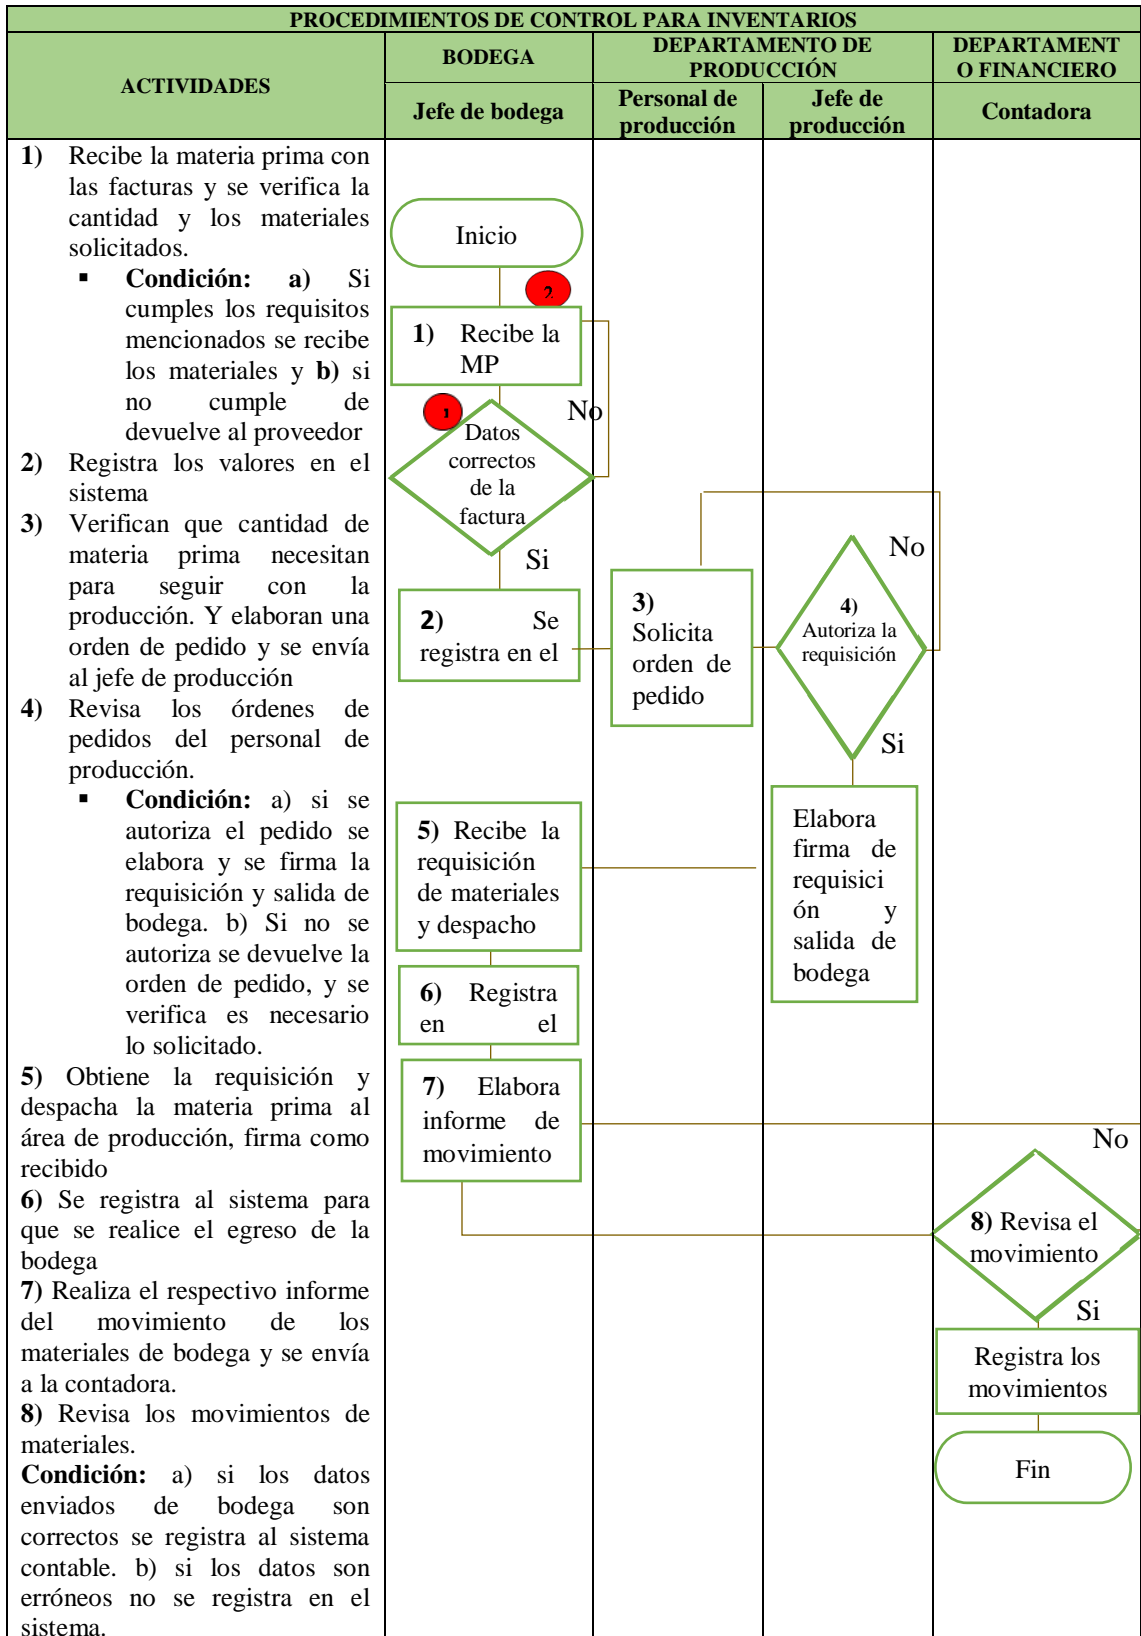 PROCEDIMIENTOS DE CONTROL PARA INVENTARIOS
ACTIVIDADES
BODEGA
DEPARTAMENTO DE
PRODUCCIÓN
DEPARTAMENT
O FINANCIERO
Jefe de bodega
Personal de
producción
Jefe de
producción
Contadora
1) Recibe la materia prima con
las facturas y se verifica la
cantidad y los materiales
solicitados.
▪ Condición: a) Si
cumples los requisitos
mencionados se recibe
los materiales y b) si
no cumple de
devuelve al proveedor
2) Registra los valores en el
sistema
3) Verifican que cantidad de
materia prima necesitan
para seguir con la
producción. Y elaboran una
orden de pedido y se envía
al jefe de producción
4) Revisa los órdenes de
pedidos del personal de
producción.
▪ Condición: a) si se
autoriza el pedido se
elabora y se firma la
requisición y salida de
bodega. b) Si no se
autoriza se devuelve la
orden de pedido, y se
verifica es necesario
lo solicitado.
5) Obtiene la requisición y
despacha la materia prima al
área de producción, firma como
recibido
6) Se registra al sistema para
que se realice el egreso de la
bodega
7) Realiza el respectivo informe
del movimiento de los
materiales de bodega y se envía
a la contadora.
8) Revisa los movimientos de
materiales.
Condición: a) si los datos
enviados de bodega son
correctos se registra al sistema
contable. b) si los datos son
erróneos no se registra en el
sistema.
Inicio
2
1) Recibe la
MP
1
No
Datos
correctos
de la
factura
Si
2) Se
registra en el
3)
Solicita
orden de
pedido
No
4)
Autoriza la
requisición
Si
Elabora
firma de
requisici
ón y
salida de
bodega
5) Recibe la
requisición
de materiales
y despacho
6) Registra
en el
7) Elabora
informe de
movimiento
No
8) Revisa el
movimiento
Si
Registra los
movimientos
Fin